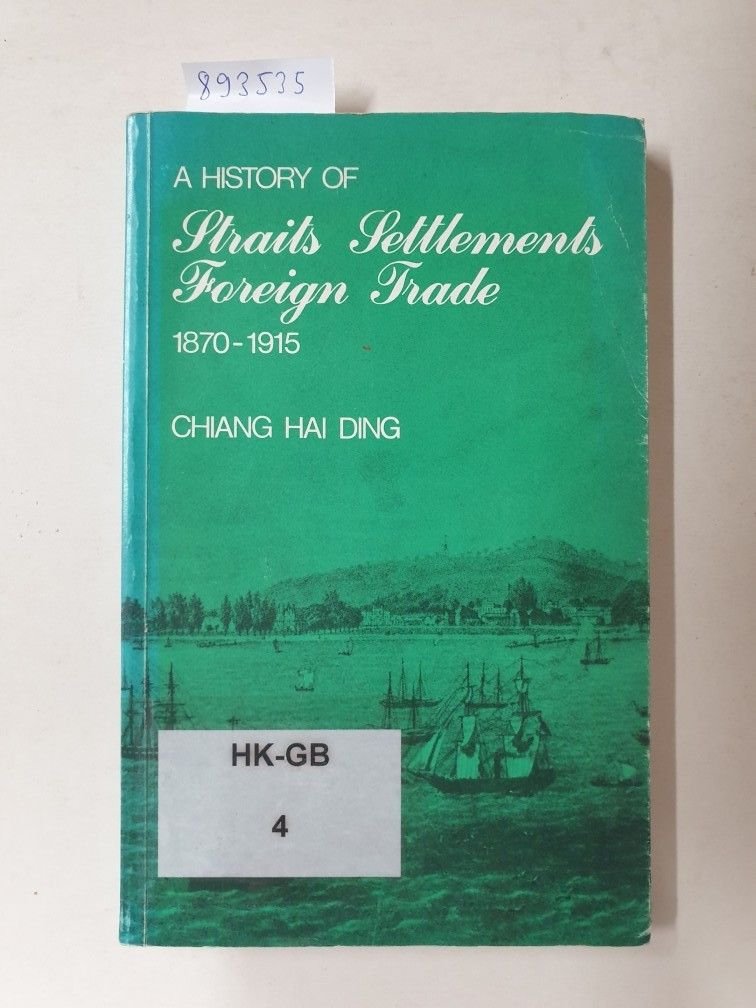 893535
A HISTORY OF
Straits Settlements
Foreign Trade
1870-1915
CHIANG HAI DING
HK-GB
4